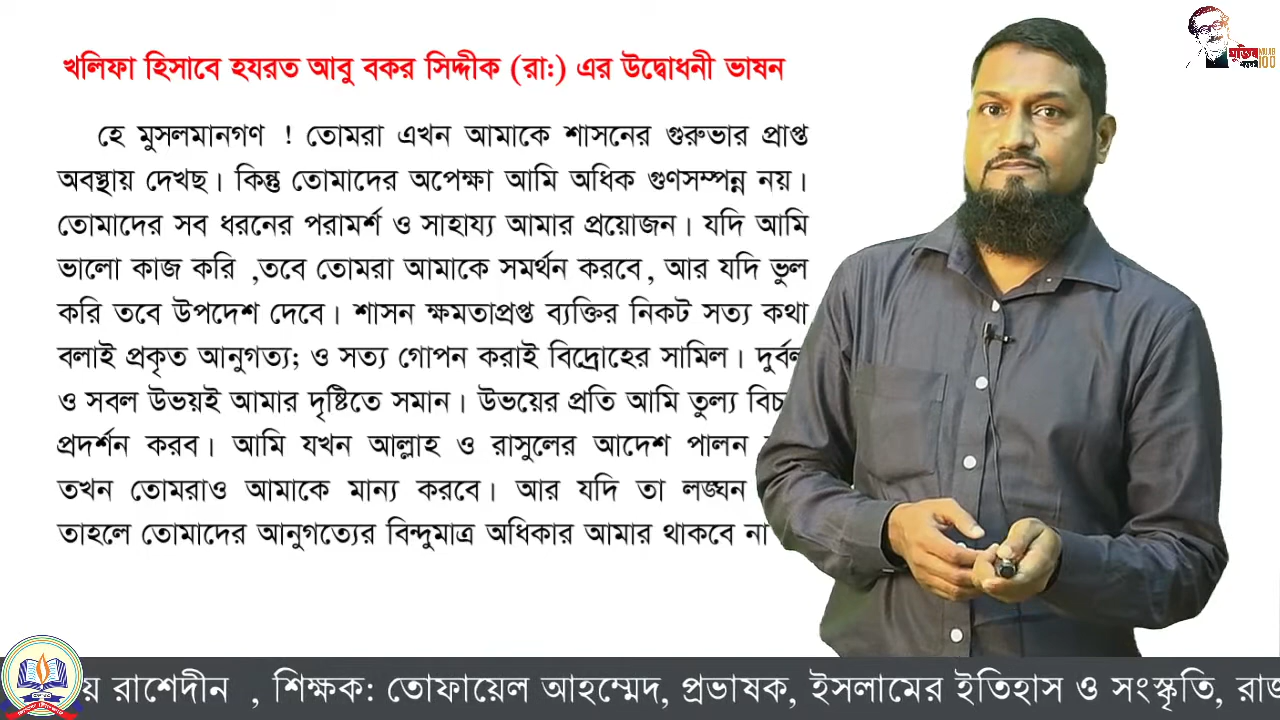 খলিফা হিসাবে হযরত আবু বকর সিদ্দীক (রা:) এর উদ্বোধনী ভাষন
হে মুসলমানগণ ! তোমরা এখন আমাকে শাসনের গুরুভার প্রাপ্ত
অবস্থায় দেখছ। কিন্তু তোমাদের অপেক্ষা আমি অধিক গুণসম্পন্ন নয়।
তোমাদের সব ধরনের পরামর্শ ও সাহায্য আমার প্রয়োজন। যদি আমি
ভালো কাজ করি ,তবে তোমরা আমাকে সমর্থন করবে, আর যদি ভুল
করি তবে উপদেশ দেবে। শাসন ক্ষমতাপ্রপ্ত ব্যক্তির নিকট সত্য কথা
বলাই প্রকৃত আনুগত্য; ও সত্য গোপন করাই বিদ্রোহের সামিল। দুর্বল
ও সবল উভয়ই আমার দৃষ্টিতে সমান। উভয়ের প্রতি আমি তুল্য
প্রদর্শন করব। আমি যখন আল্লাহ ও রাসুলের আদেশ পালন
তখন তোমরাও আমাকে মান্য করবে। আর যদি তা লঙ্ঘন
তাহলে তোমাদের আনুগত্যের বিন্দুমাত্র অধিকার আমার থাকবে না
রাশেদীন , শিক্ষক: তোফায়েল আহম্মেদ, প্রভাষক, ইসলামের ইতিহাস ও সংস্কৃতি,
মুজিব
100